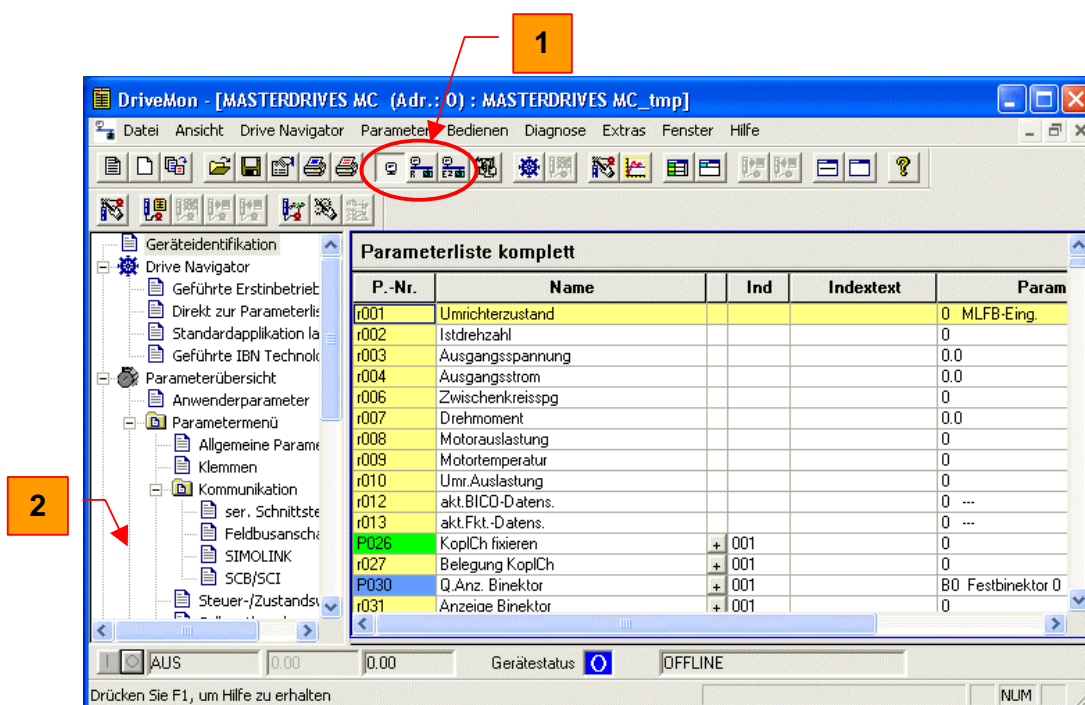 1
DriveMon - [MASTERDRIVES MC (Adr.: 0) : MASTERDRIVES MC_tmp]
Datei Ansicht Drive Navigator Parameter Bedienen Diagnose Extras Fenster Hilfe
Geräteidentifikation
Drive Navigator
Geführte Erstinbetrieb
Direkt zur Parameterlis
Standardapplikation la
Geführte IBN Technolo
Parameterübersicht
Anwenderparameter
Parametermenü
Allgemeine Parame
Klemmen
Kommunikation
ser. Schnittste
Feldbusanscha
SIMOLINK
SCB/SCI
Steuer-/Zustandsv
2
Parameterliste komplett
P.-Nr. Name Ind Indextext Param
r001 Umrichterzustand 0 MLFB-Eing.
r002 Istdrehzahl 0
r003 Ausgangsspannung 0.0
r004 Ausgangsstrom 0.0
r006 Zwischenkreisspg 0
r007 Drehmoment 0.0
r008 Motorauslastung 0
r009 Motortemperatur 0
r010 Umr.Auslastung 0
r012 akt.BICO-Datens. 0 ---
r013 akt.Fkt.-Datens. 0 ---
P026 KoplCh fixieren + 001 0
r027 Belegung KoplCh + 001 0
P030 Q.Anz. Binektor + 001 B0 Festbinektor 0
r031 Anzeige Binektor + 001 0
AUS 0.00 0.00 Gerätestatus OFFLINE
Drücken Sie F1, um Hilfe zu erhalten NUM